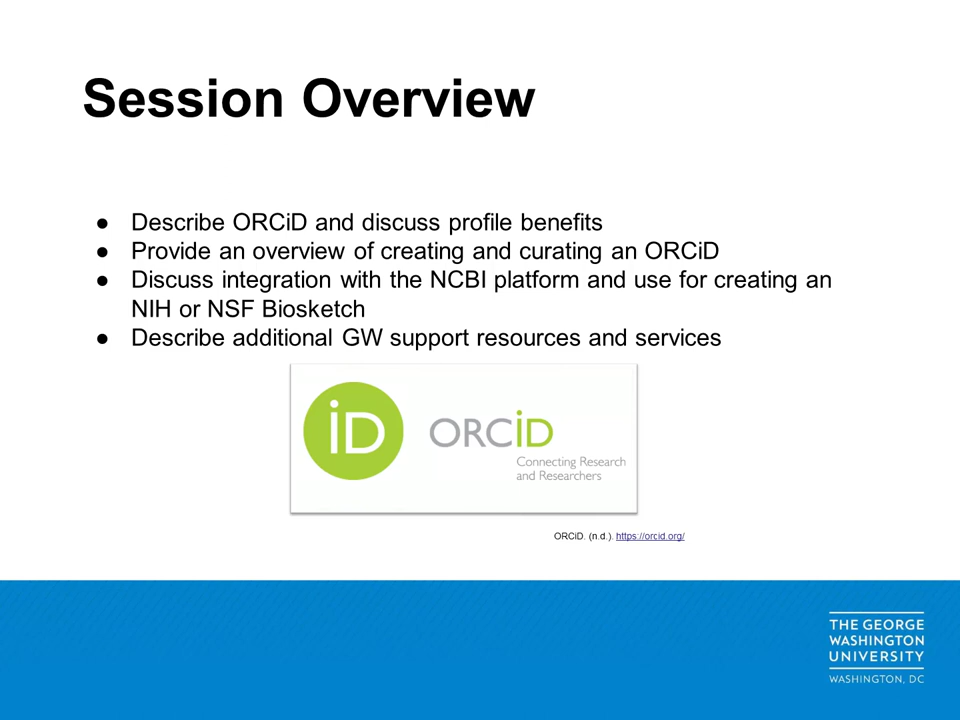 Session Overview
● Describe ORCiD and discuss profile benefits
● Provide an overview of creating and curating an ORCiD
● Discuss integration with the NCBI platform and use for creating an
NIH or NSF Biosketch
● Describe additional GW support resources and services
iD
ORCiD
Connecting Research
and Researchers
ORCiD. (n.d.). https://orcid.org/
THE GEORGE
WASHINGTON
UNIVERSITY
WASHINGTON, DC